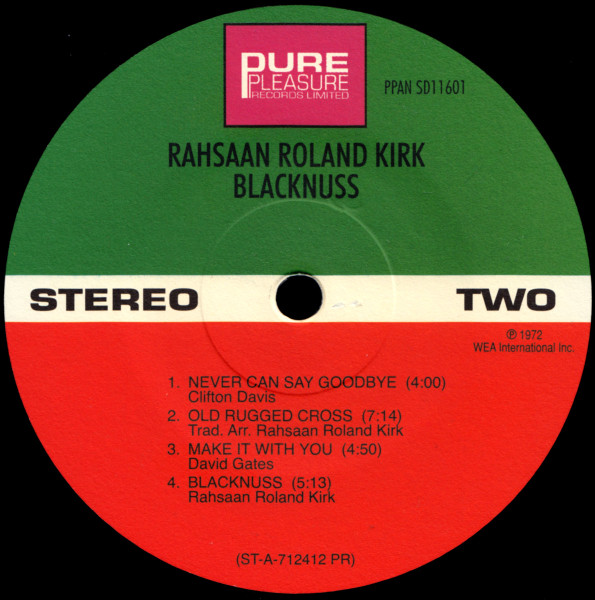 PURE
PLEASURE
RECORDS LIMITED
PPAN SD11601
RAHSAAN ROLAND KIRK
BLACKNUSS
STEREO
TWO
℗ 1972
WEA International Inc.
1. NEVER CAN SAY GOODBYE (4:00)
Clifton Davis
2. OLD RUGGED CROSS (7:14)
Trad. Arr. Rahsaan Roland Kirk
3. MAKE IT WITH YOU (4:50)
David Gates
4. BLACKNUSS (5:13)
Rahsaan Roland Kirk
(ST-A-712412 PR)